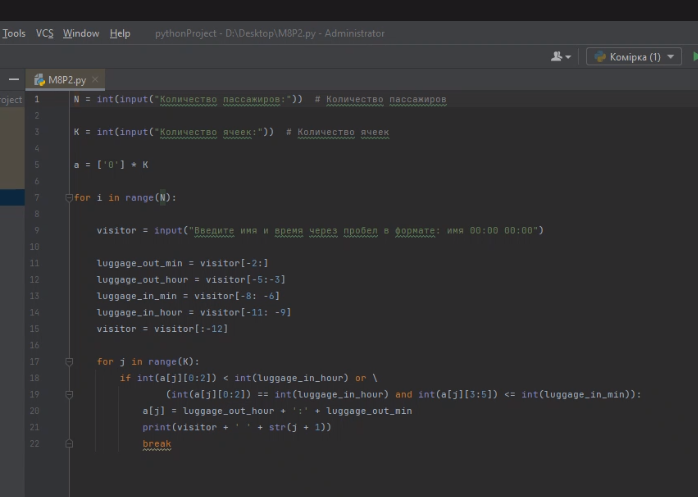 Tools VCS Window Help pythonProject - D:\Desktop\M8P2.py - Administrator
Комірка (1)
M8P2.py
roject
1 N = int(input("Количество пассажиров:")) # Количество пассажиров
2
3 K = int(input("Количество ячеек:")) # Количество ячеек
4
5 a = ['0'] * K
6
7 for i in range(N):
8
9 visitor = input("Введите имя и время через пробел в формате: имя 00:00 00:00")
10
11 luggage_out_min = visitor[-2:]
12 luggage_out_hour = visitor[-5:-3]
13 luggage_in_min = visitor[-8: -6]
14 luggage_in_hour = visitor[-11: -9]
15 visitor = visitor[:-12]
16
17 for j in range(K):
18 if int(a[j][0:2]) < int(luggage_in_hour) or \
19 (int(a[j][0:2]) == int(luggage_in_hour) and int(a[j][3:5]) <= int(luggage_in_min)):
20 a[j] = luggage_out_hour + ':' + luggage_out_min
21 print(visitor + ' ' + str(j + 1))
22 break